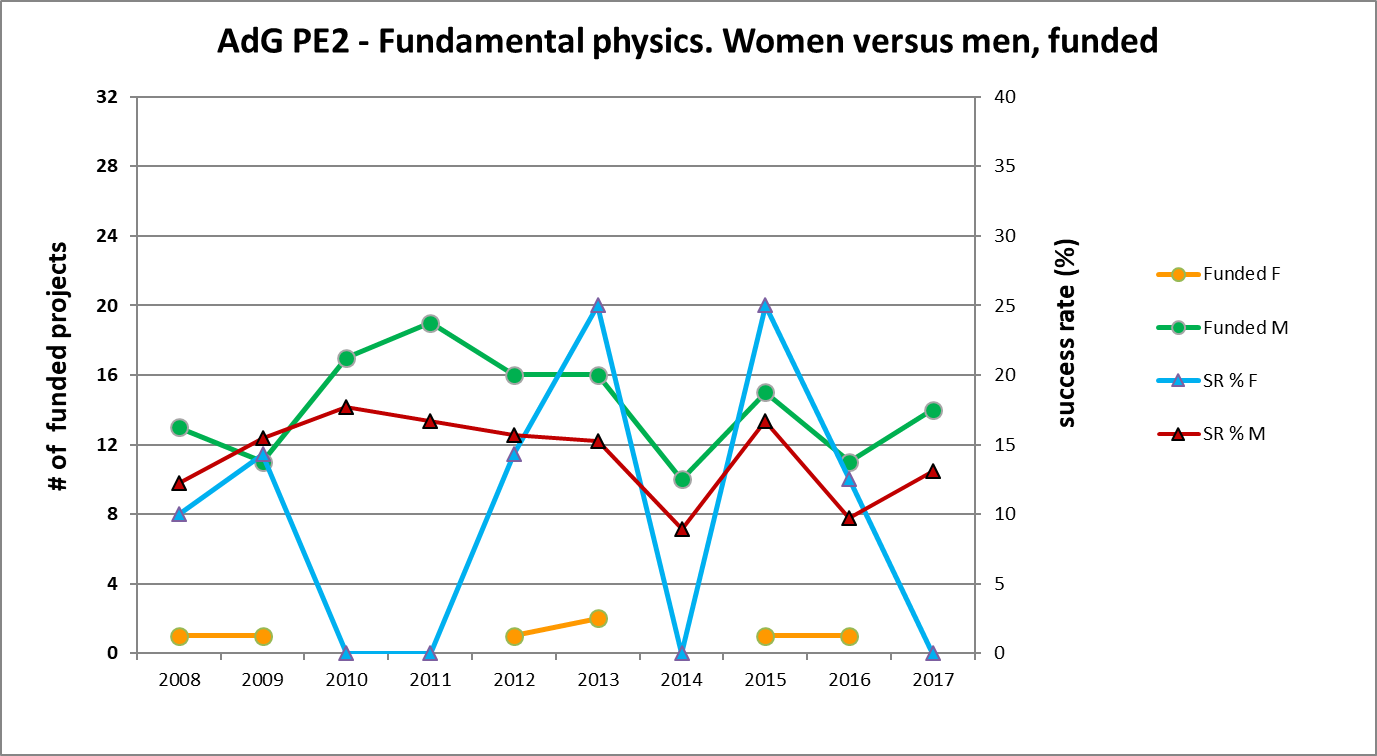 AdG PE2 - Fundamental physics. Women versus men, funded
# of  funded projects
32
28
24
20
16
12
8
4
0
40
35
30
25
20
15
10
5
0
success rate (%)
2008 2009 2010 2011 2012 2013 2014 2015 2016 2017
Funded F
Funded M
SR % F
SR % M